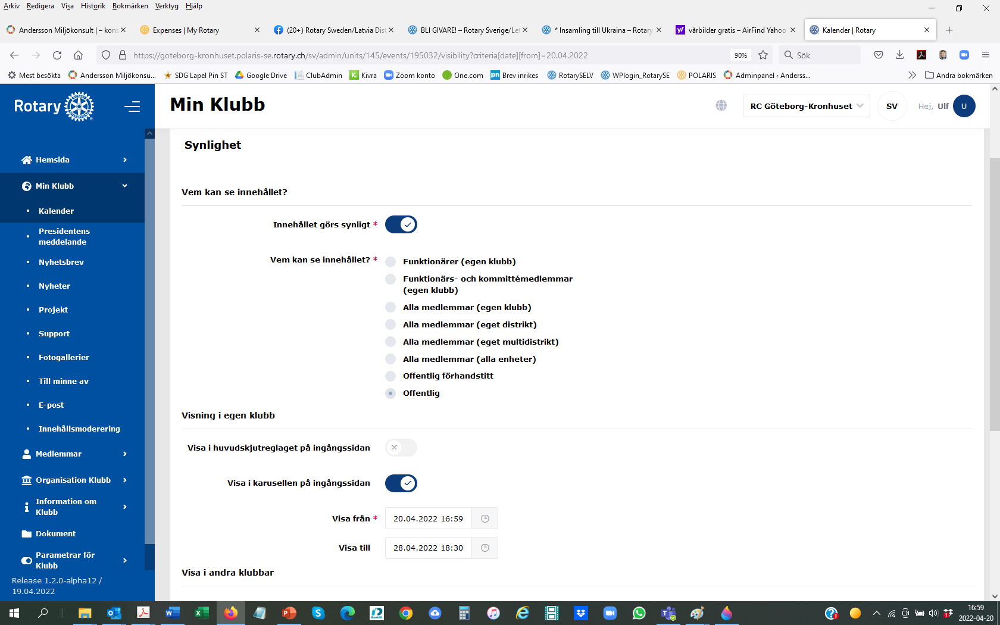 Arkiv Redigera Visa Historik Bokmärken Verktyg Hjälp
Andersson Miljökonsult | – kons
Expenses | My Rotary
(20+) Rotary Sweden/Latvia Dist
BLI GIVARE! – Rotary Sverige/Let
* Insamling till Ukraina – Rotary
vårbilder gratis – AirFind Yahoo
Kalender | Rotary
https://goteborg-kronhuset.polaris-se.rotary.ch/sv/admin/units/145/events/195032/visibility?criteria[date][from]=20.04.2022
90%
Sök
Mest besökta
Andersson Miljökonsu...
SDG Lapel Pin ST
Google Drive
ClubAdmin
Kivra
Zoom konto
One.com
Brev inrikes
RotarySELV
WPlogin_RotarySE
POLARIS
Adminpanel ‹ Anderss...
Andra bokmärken
Rotary
Min Klubb
RC Göteborg-Kronhuset
SV
Hej, Ulf
U
Hemsida
Min Klubb
Kalender
Presidentens
meddelande
Nyhetsbrev
Nyheter
Projekt
Support
Fotogallerier
Till minne av
E-post
Innehållsmoderering
Medlemmar
Organisation Klubb
Information om
Klubb
Dokument
Parametrar för
Klubb
Release 1.2.0-alpha12 /
19.04.2022
Synlighet
Vem kan se innehållet?
Innehållet görs synligt *
Vem kan se innehållet? *
Funktionärer (egen klubb)
Funktionärs- och kommittémedlemmar
(egen klubb)
Alla medlemmar (egen klubb)
Alla medlemmar (eget distrikt)
Alla medlemmar (eget multidistrikt)
Alla medlemmar (alla enheter)
Offentlig förhandstitt
Offentlig
Visning i egen klubb
Visa i huvudskjutreglaget på ingångssidan
Visa i karusellen på ingångssidan
Visa från * 20.04.2022 16:59
Visa till 28.04.2022 18:30
Visa i andra klubbar
16:59
2022-04-20